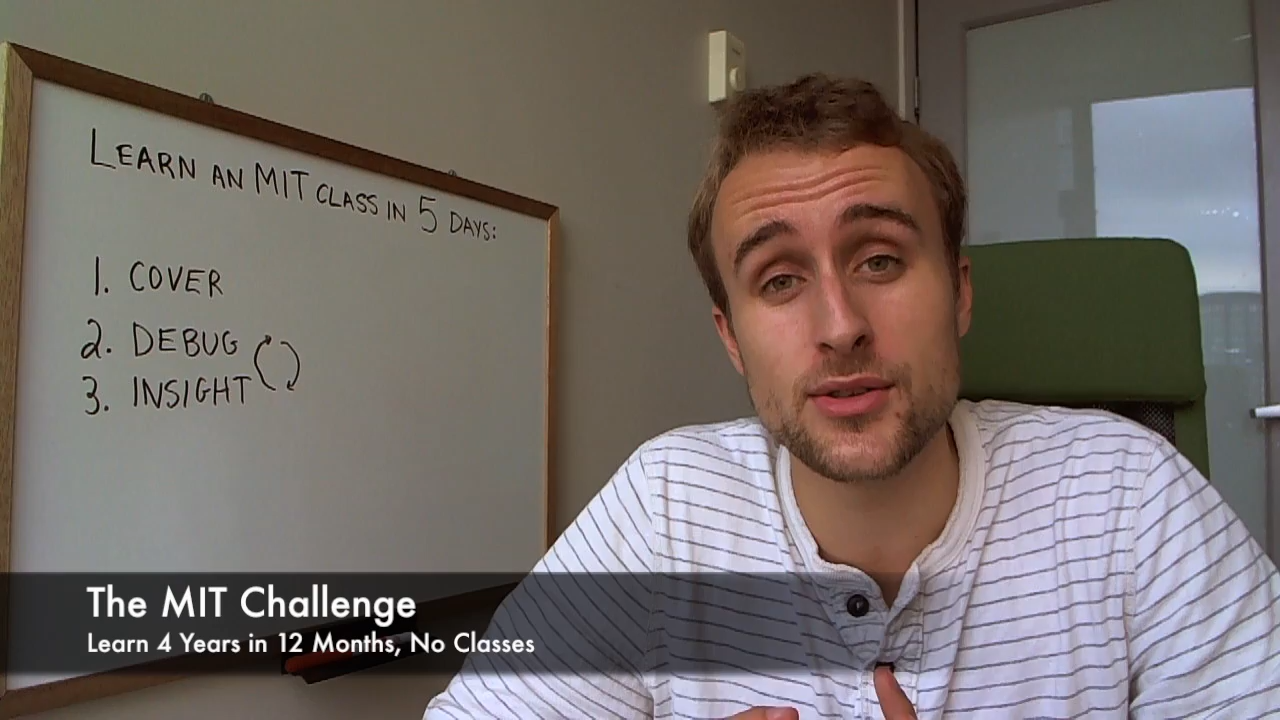 LEARN AN MIT CLASS IN 5 DAYS:
1. COVER
2. DEBUG
3. INSIGHT
The MIT Challenge
Learn 4 Years in 12 Months, No Classes